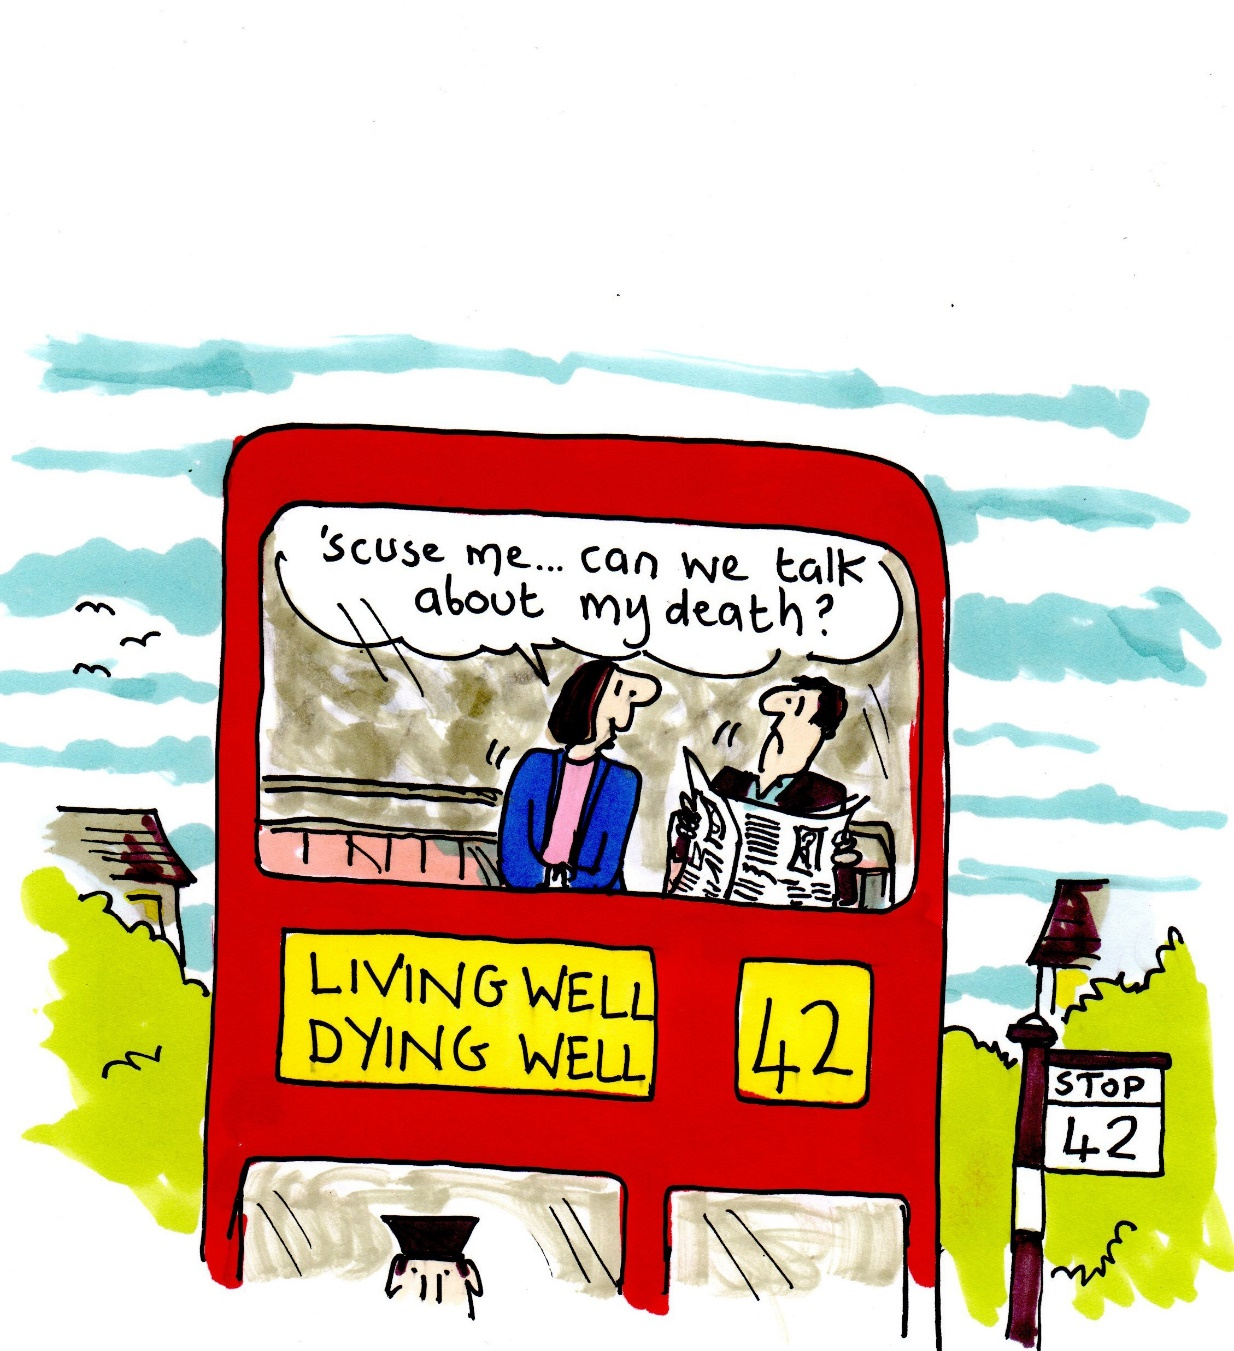 'scuse me... can we talk
about my death?
LIVING WELL
DYING WELL
42
STOP
42